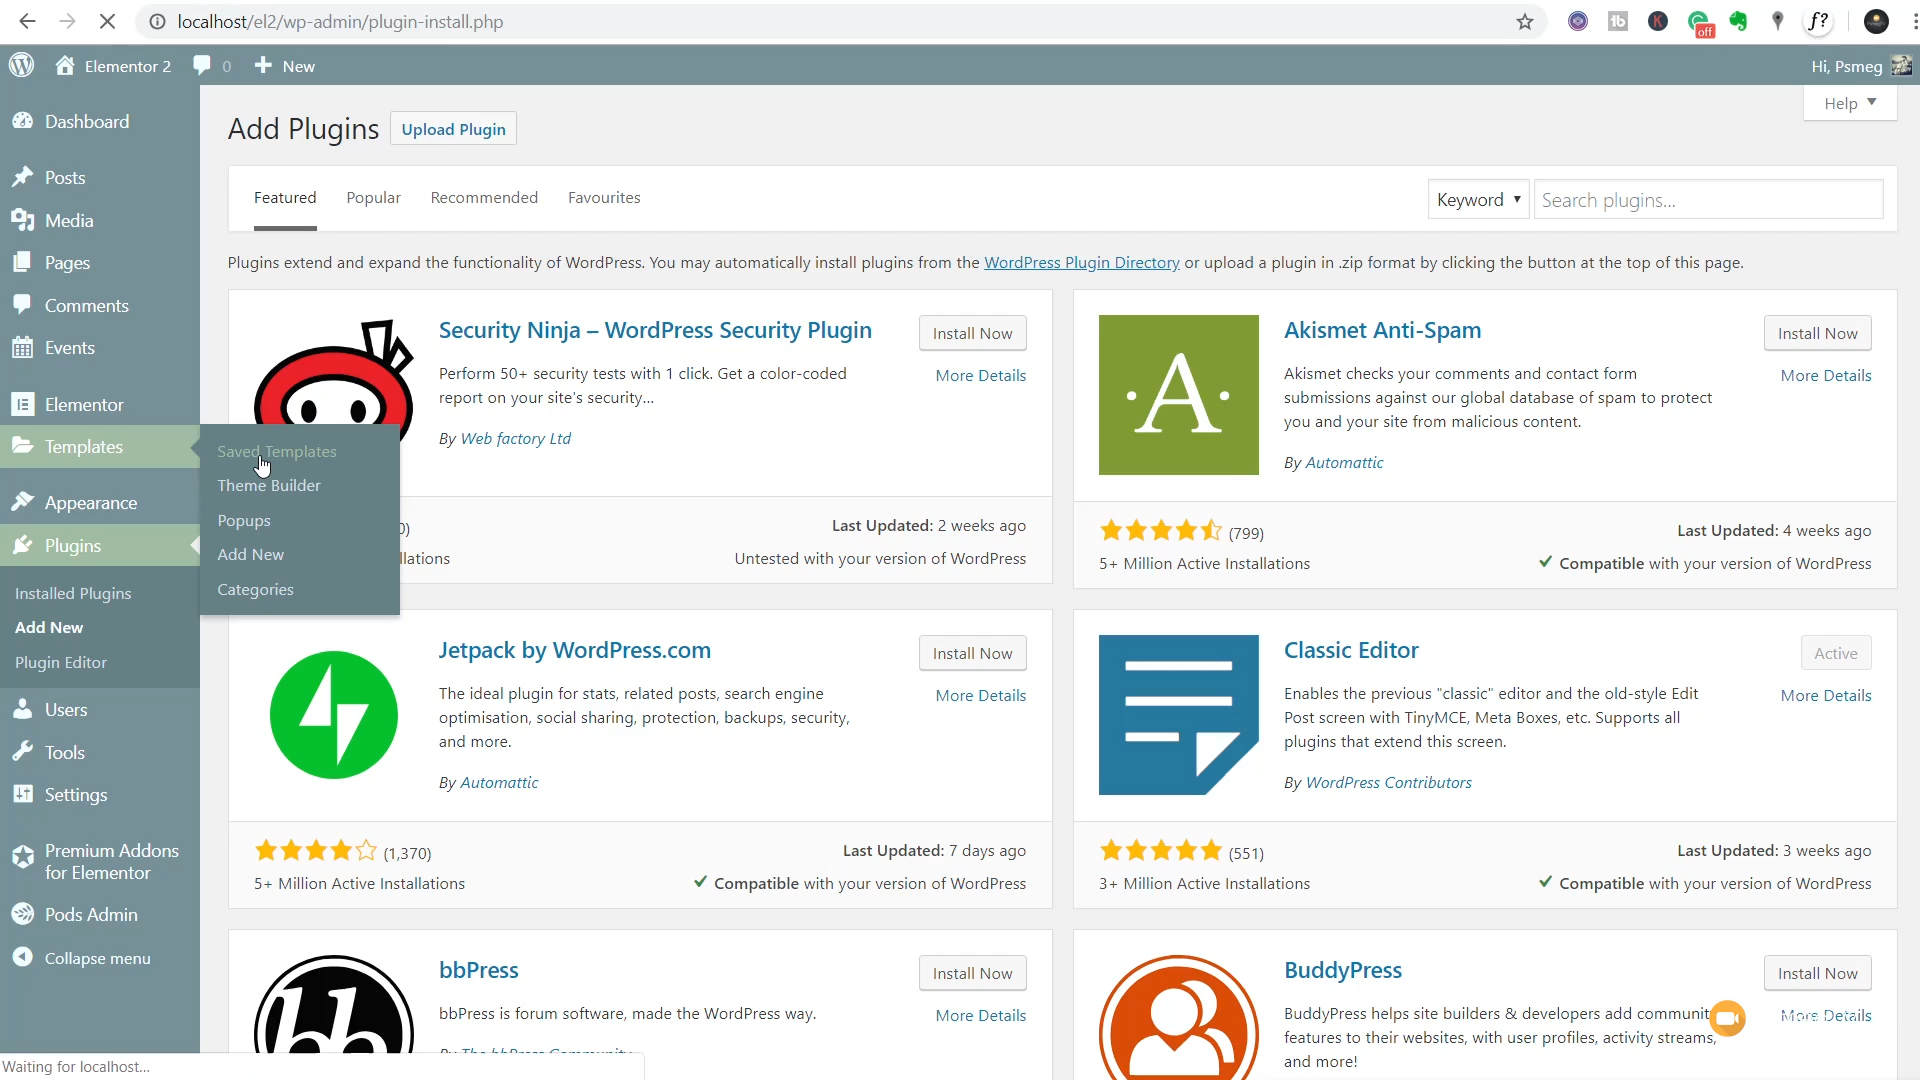 localhost/el2/wp-admin/plugin-install.php
off
f?
Elementor 2
0
New
Hi, Psmeg
Help
Dashboard
Posts
Media
Pages
Comments
Events
Elementor
Templates
Appearance
Plugins
Installed Plugins
Add New
Plugin Editor
Users
Tools
Settings
Premium Addons
for Elementor
Pods Admin
Collapse menu
Saved Templates
Theme Builder
Popups
Add New
Categories
Add Plugins
Upload Plugin
Featured
Popular
Recommended
Favourites
Keyword
Search plugins...
Plugins extend and expand the functionality of WordPress. You may automatically install plugins from the WordPress Plugin Directory or upload a plugin in .zip format by clicking the button at the top of this page.
Security Ninja – WordPress Security Plugin
Install Now
More Details
Perform 50+ security tests with 1 click. Get a color-coded
report on your site's security...
By Web factory Ltd
Last Updated: 2 weeks ago
Untested with your version of WordPress
Akismet Anti-Spam
Install Now
More Details
Akismet checks your comments and contact form
submissions against our global database of spam to protect
you and your site from malicious content.
By Automattic
(799)
Last Updated: 4 weeks ago
5+ Million Active Installations
Compatible with your version of WordPress
Jetpack by WordPress.com
Install Now
More Details
The ideal plugin for stats, related posts, search engine
optimisation, social sharing, protection, backups, security,
and more.
By Automattic
(1,370)
Last Updated: 7 days ago
5+ Million Active Installations
Compatible with your version of WordPress
Classic Editor
Active
More Details
Enables the previous "classic" editor and the old-style Edit
Post screen with TinyMCE, Meta Boxes, etc. Supports all
plugins that extend this screen.
By WordPress Contributors
(551)
Last Updated: 3 weeks ago
3+ Million Active Installations
Compatible with your version of WordPress
bb
bbPress
Install Now
More Details
bbPress is forum software, made the WordPress way.
BuddyPress
Install Now
More Details
BuddyPress helps site builders & developers add
features to their websites, with user profiles, activity streams,
and more!
Waiting for localhost...